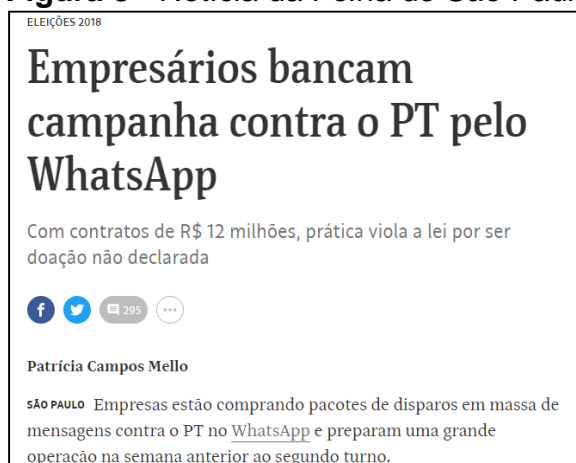 ELEIÇÕES 2018
Empresários bancam
campanha contra o PT pelo
WhatsApp
Com contratos de R$ 12 milhões, prática viola a lei por ser
doação não declarada
295
Patrícia Campos Mello
SÃO PAULO Empresas estão comprando pacotes de disparos em massa de
mensagens contra o PT no WhatsApp e preparam uma grande
operação na semana anterior ao segundo turno.